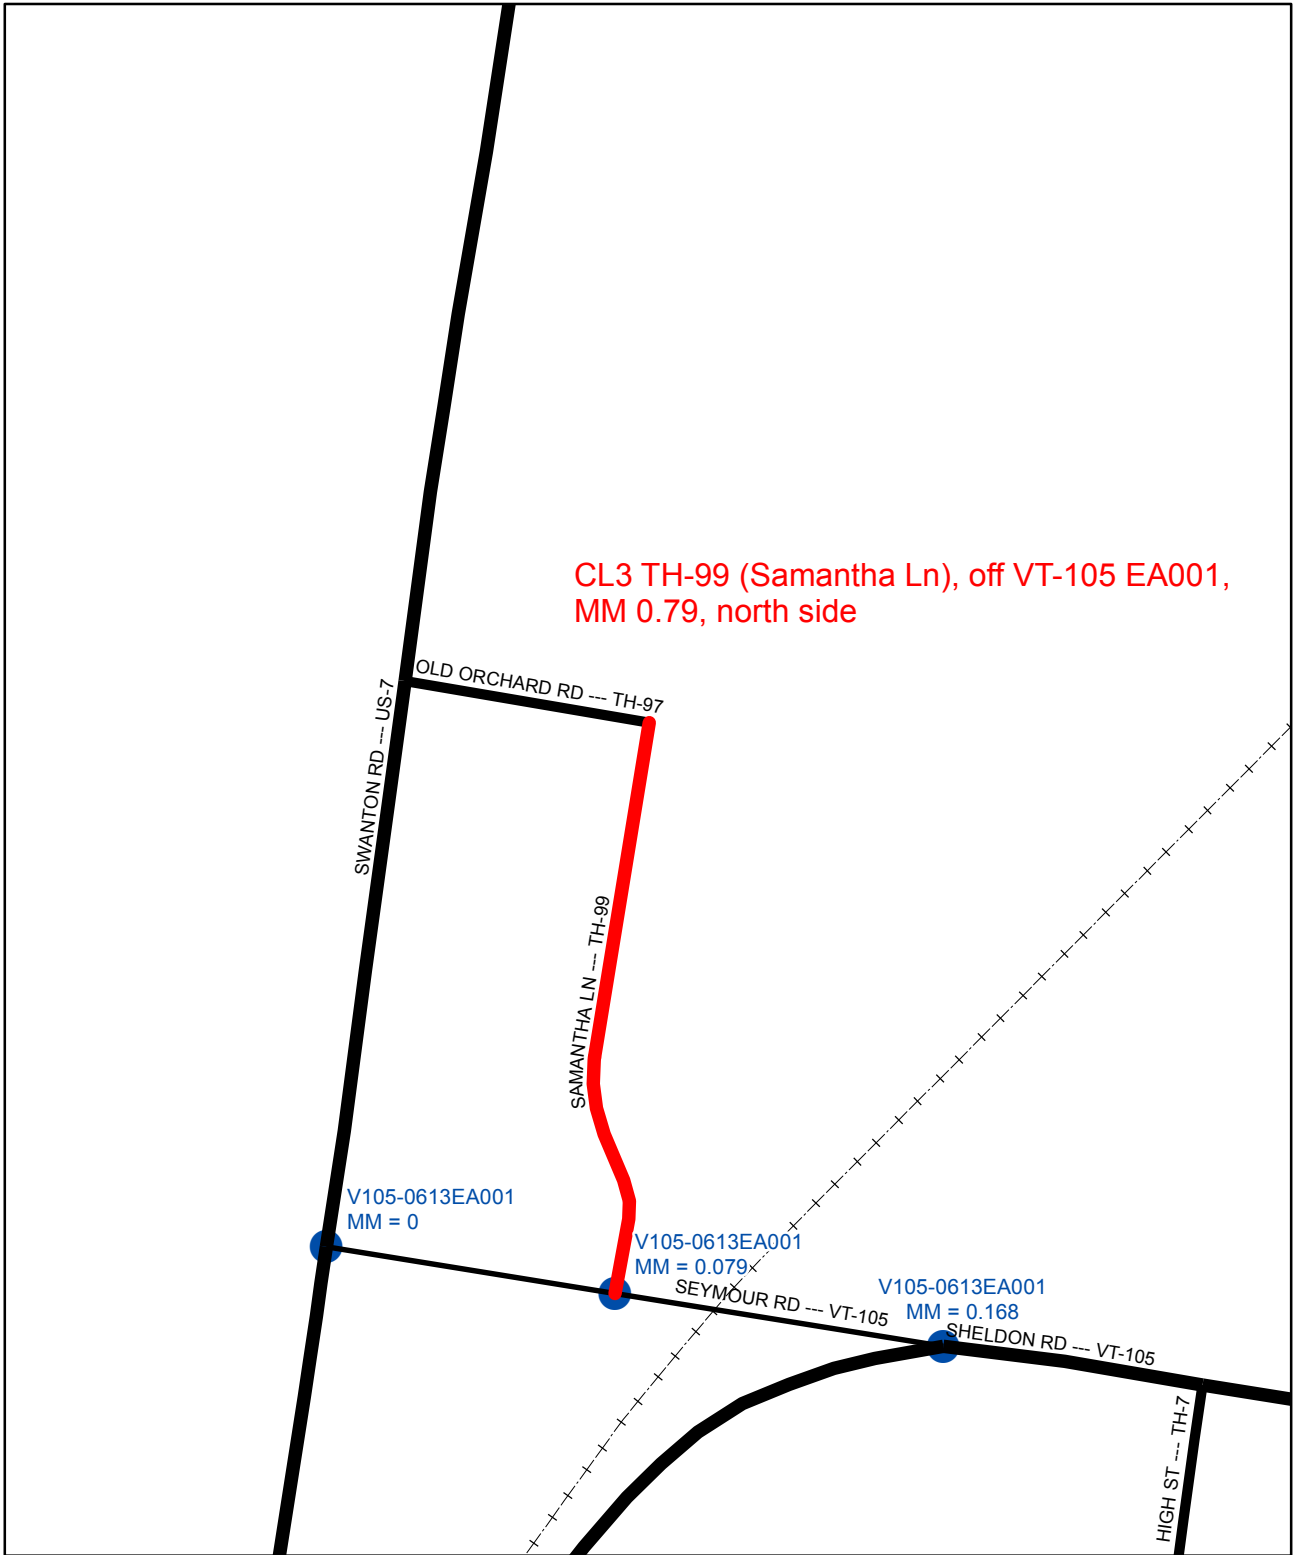 CL3 TH-99 (Samantha Ln), off VT-105 EA001,
MM 0.79, north side
OLD ORCHARD RD --- TH-97
SWANTON RD --- US-7
SAMANTHA LN --- TH-99
V105-0613EA001
MM = 0
V105-0613EA001
MM = 0.079
SEYMOUR RD --- VT-105
V105-0613EA001
MM = 0.168
SHELDON RD --- VT-105
HIGH ST --- TH-7